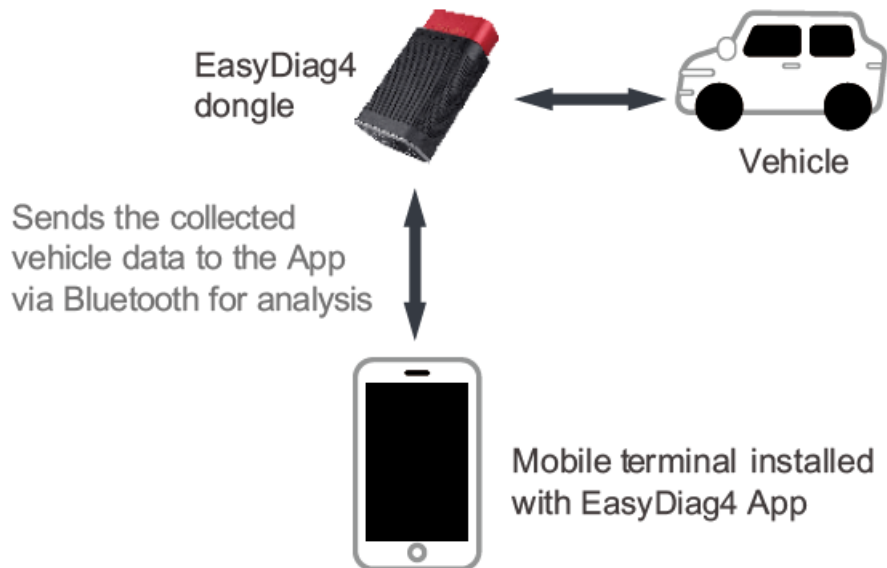 EasyDiag4
dongle
Vehicle
Sends the collected
vehicle data to the App
via Bluetooth for analysis
Mobile terminal installed
with EasyDiag4 App